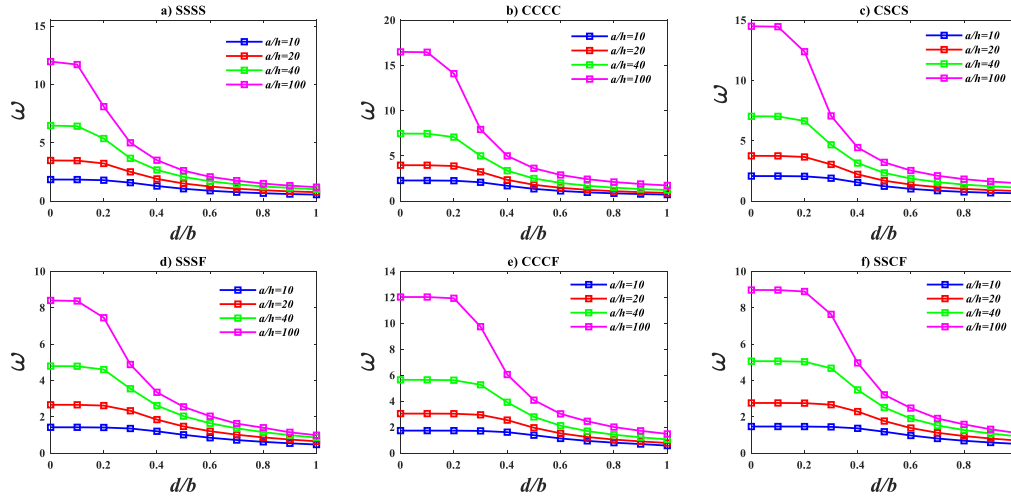 a) SSSS
15
10
5
0
0 0.2 0.4 0.6 0.8 1
ω
d/b
a/h=10
a/h=20
a/h=40
a/h=100
b) CCCC
20
15
10
5
0
0 0.2 0.4 0.6 0.8 1
ω
d/b
a/h=10
a/h=20
a/h=40
a/h=100
c) CSCS
15
10
5
0
0 0.2 0.4 0.6 0.8
ω
d/b
a/h=10
a/h=20
a/h=40
a/h=100
d) SSSF
10
8
6
4
2
0
0 0.2 0.4 0.6 0.8 1
ω
d/b
a/h=10
a/h=20
a/h=40
a/h=100
e) CCCF
14
12
10
8
6
4
2
0
0 0.2 0.4 0.6 0.8 1
ω
d/b
a/h=10
a/h=20
a/h=40
a/h=100
f) SSCF
10
8
6
4
2
0
0 0.2 0.4 0.6 0.8
ω
d/b
a/h=10
a/h=20
a/h=40
a/h=100